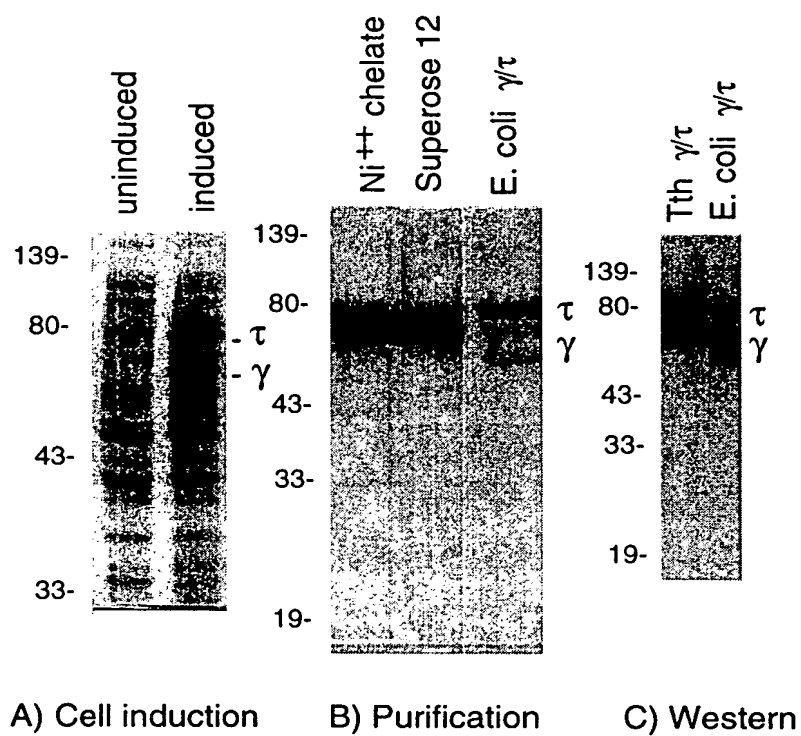 uninduced
induced
139-
80-
43-
33-
- τ
- γ
A) Cell induction
Ni++ chelate
Superose 12
E. coli γ/τ
139-
80-
43-
33-
19-
τ
γ
B) Purification
Tth γ/τ
E. coli γ/τ
139-
80-
43-
33-
19-
τ
γ
C) Western